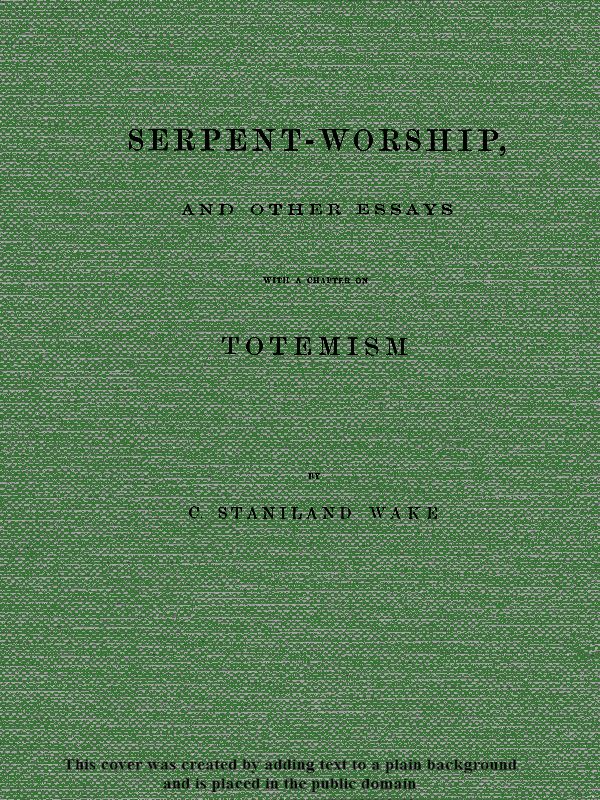 SERPENT-WORSHIP,
AND OTHER ESSAYS
WITH A CHAPTER ON
TOTEMISM
BY
C STANILAND WAKE
This cover was created by adding text to a plain background
and is placed in the public domain